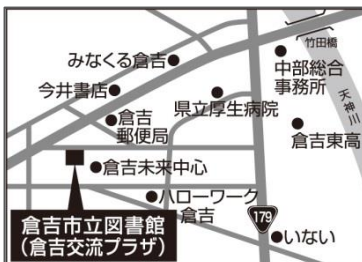 竹田橋
みなくる倉吉
中部総合
事務所
天神川
今井書店
県立厚生病院
倉吉
郵便局
倉吉東高
倉吉未来中心
ハローワーク
倉吉
倉吉市立図書館
（倉吉交流プラザ）
179
いない